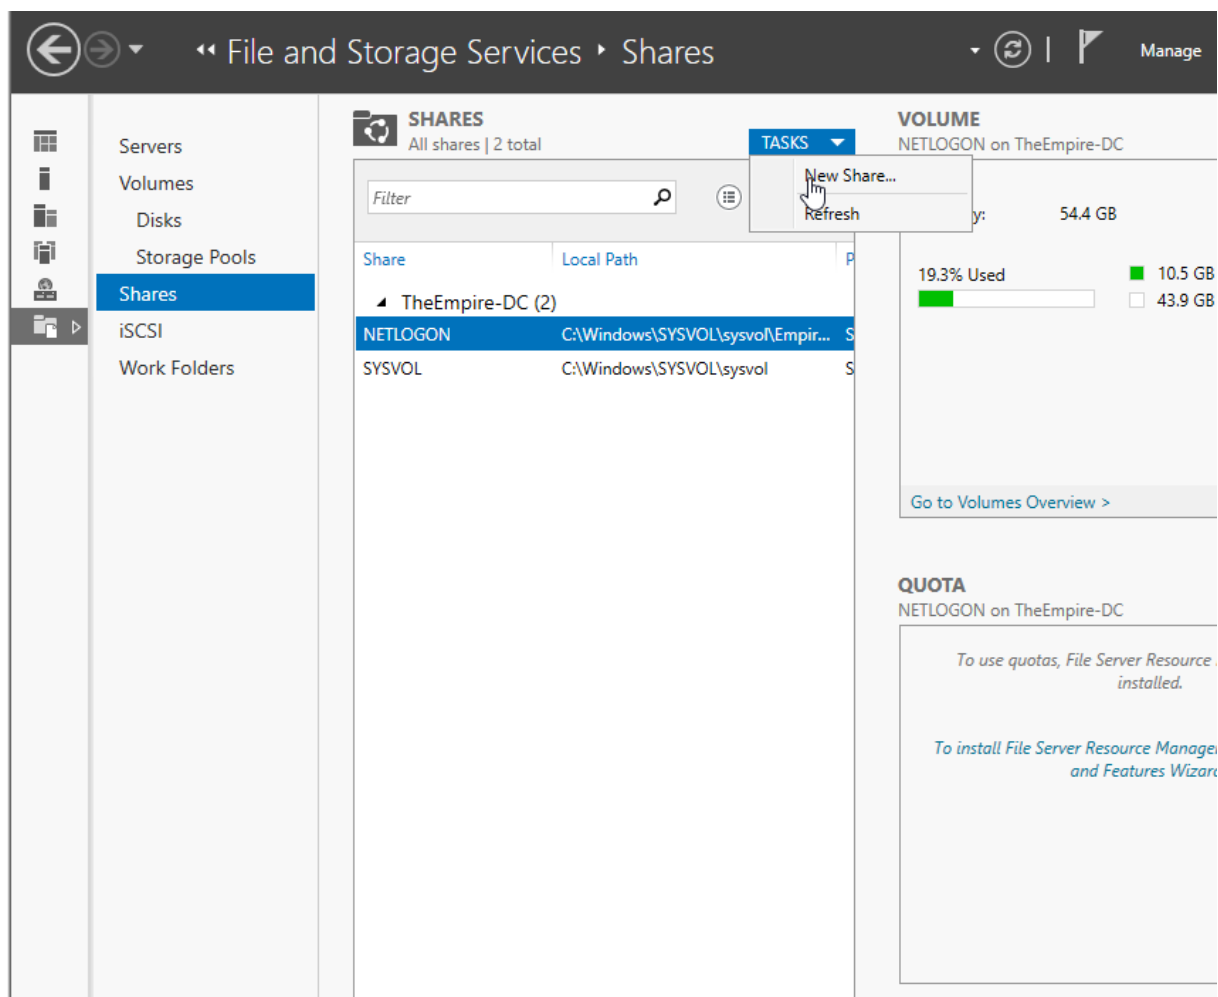 File and Storage Services
Shares
Manage
Servers
Volumes
Disks
Storage Pools
Shares
iSCSI
Work Folders
SHARES
All shares | 2 total
TASKS
New Share...
Refresh
Filter
Share
Local Path
P
TheEmpire-DC (2)
NETLOGON
C:\Windows\SYSVOL\sysvol\Empir...
S
SYSVOL
C:\Windows\SYSVOL\sysvol
S
VOLUME
NETLOGON on TheEmpire-DC
y:
54.4 GB
19.3% Used
10.5 GB
43.9 GB
Go to Volumes Overview >
QUOTA
NETLOGON on TheEmpire-DC
To use quotas, File Server Resource
installed.
To install File Server Resource Manager
and Features Wizard